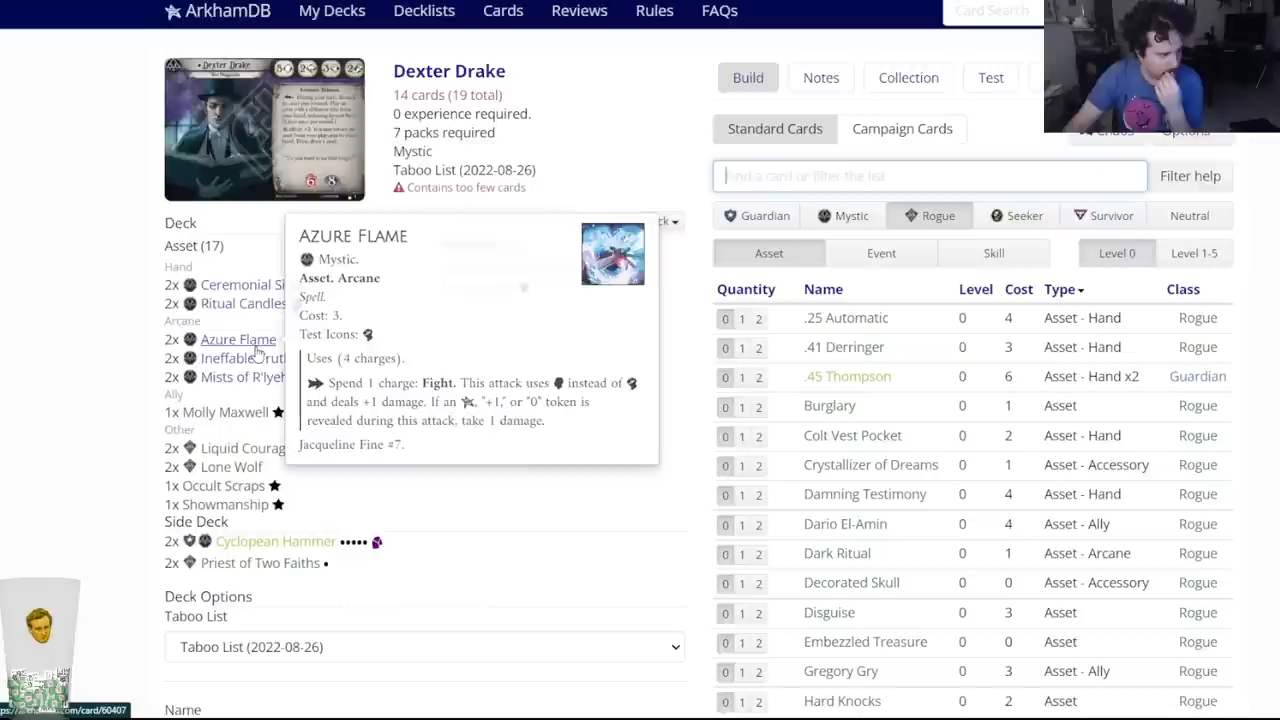 ArkhamDB My Decks Decklists Cards Reviews Rules FAQs Card Search
Dexter Drake
Dexter Drake
14 cards (19 total)
0 experience required.
7 packs required
Mystic
Taboo List (2022-08-26)
Contains too few cards
Build Notes Collection Test
Standard Cards Campaign Cards
Options
Filter help
Guardian Mystic Rogue Seeker Survivor Neutral
Asset Event Skill Level 0 Level 1-5
Deck
Asset (17)
Hand
2x Ceremonial Si
2x Ritual Candles
Arcane
2x Azure Flame
2x Ineffable Trut
2x Mists of R'lyeh
Ally
1x Molly Maxwell
Other
2x Liquid Courag
2x Lone Wolf
1x Occult Scraps
1x Showmanship
Side Deck
2x Cyclopean Hammer
2x Priest of Two Faiths
Deck Options
Taboo List
Taboo List (2022-08-26)
Name
AZURE FLAME
Mystic.
Asset. Arcane
Spell.
Cost: 3.
Test Icons:
Uses (4 charges).
Spend 1 charge: Fight. This attack uses instead of
and deals +1 damage. If an , "+1," or "0" token is
revealed during this attack, take 1 damage.
Jacqueline Fine #7.
Quantity Name Level Cost Type Class
0 1 2 .25 Automatic 0 4 Asset - Hand Rogue
0 1 2 .41 Derringer 0 3 Asset - Hand Rogue
0 1 2 .45 Thompson 0 6 Asset - Hand x2 Guardian
0 1 2 Burglary 0 1 Asset Rogue
0 1 2 Colt Vest Pocket 0 2 Asset - Hand Rogue
0 1 2 Crystallizer of Dreams 0 1 Asset - Accessory Rogue
0 1 2 Damning Testimony 0 4 Asset - Hand Rogue
0 1 2 Dario El-Amin 0 4 Asset - Ally Rogue
0 1 2 Dark Ritual 0 1 Asset - Arcane Rogue
0 1 2 Decorated Skull 0 0 Asset - Accessory Rogue
0 1 2 Disguise 0 3 Asset Rogue
0 1 2 Embezzled Treasure 0 0 Asset Rogue
0 1 2 Gregory Gry 0 3 Asset - Ally Rogue
0 1 2 Hard Knocks 0 2 Asset Rogue